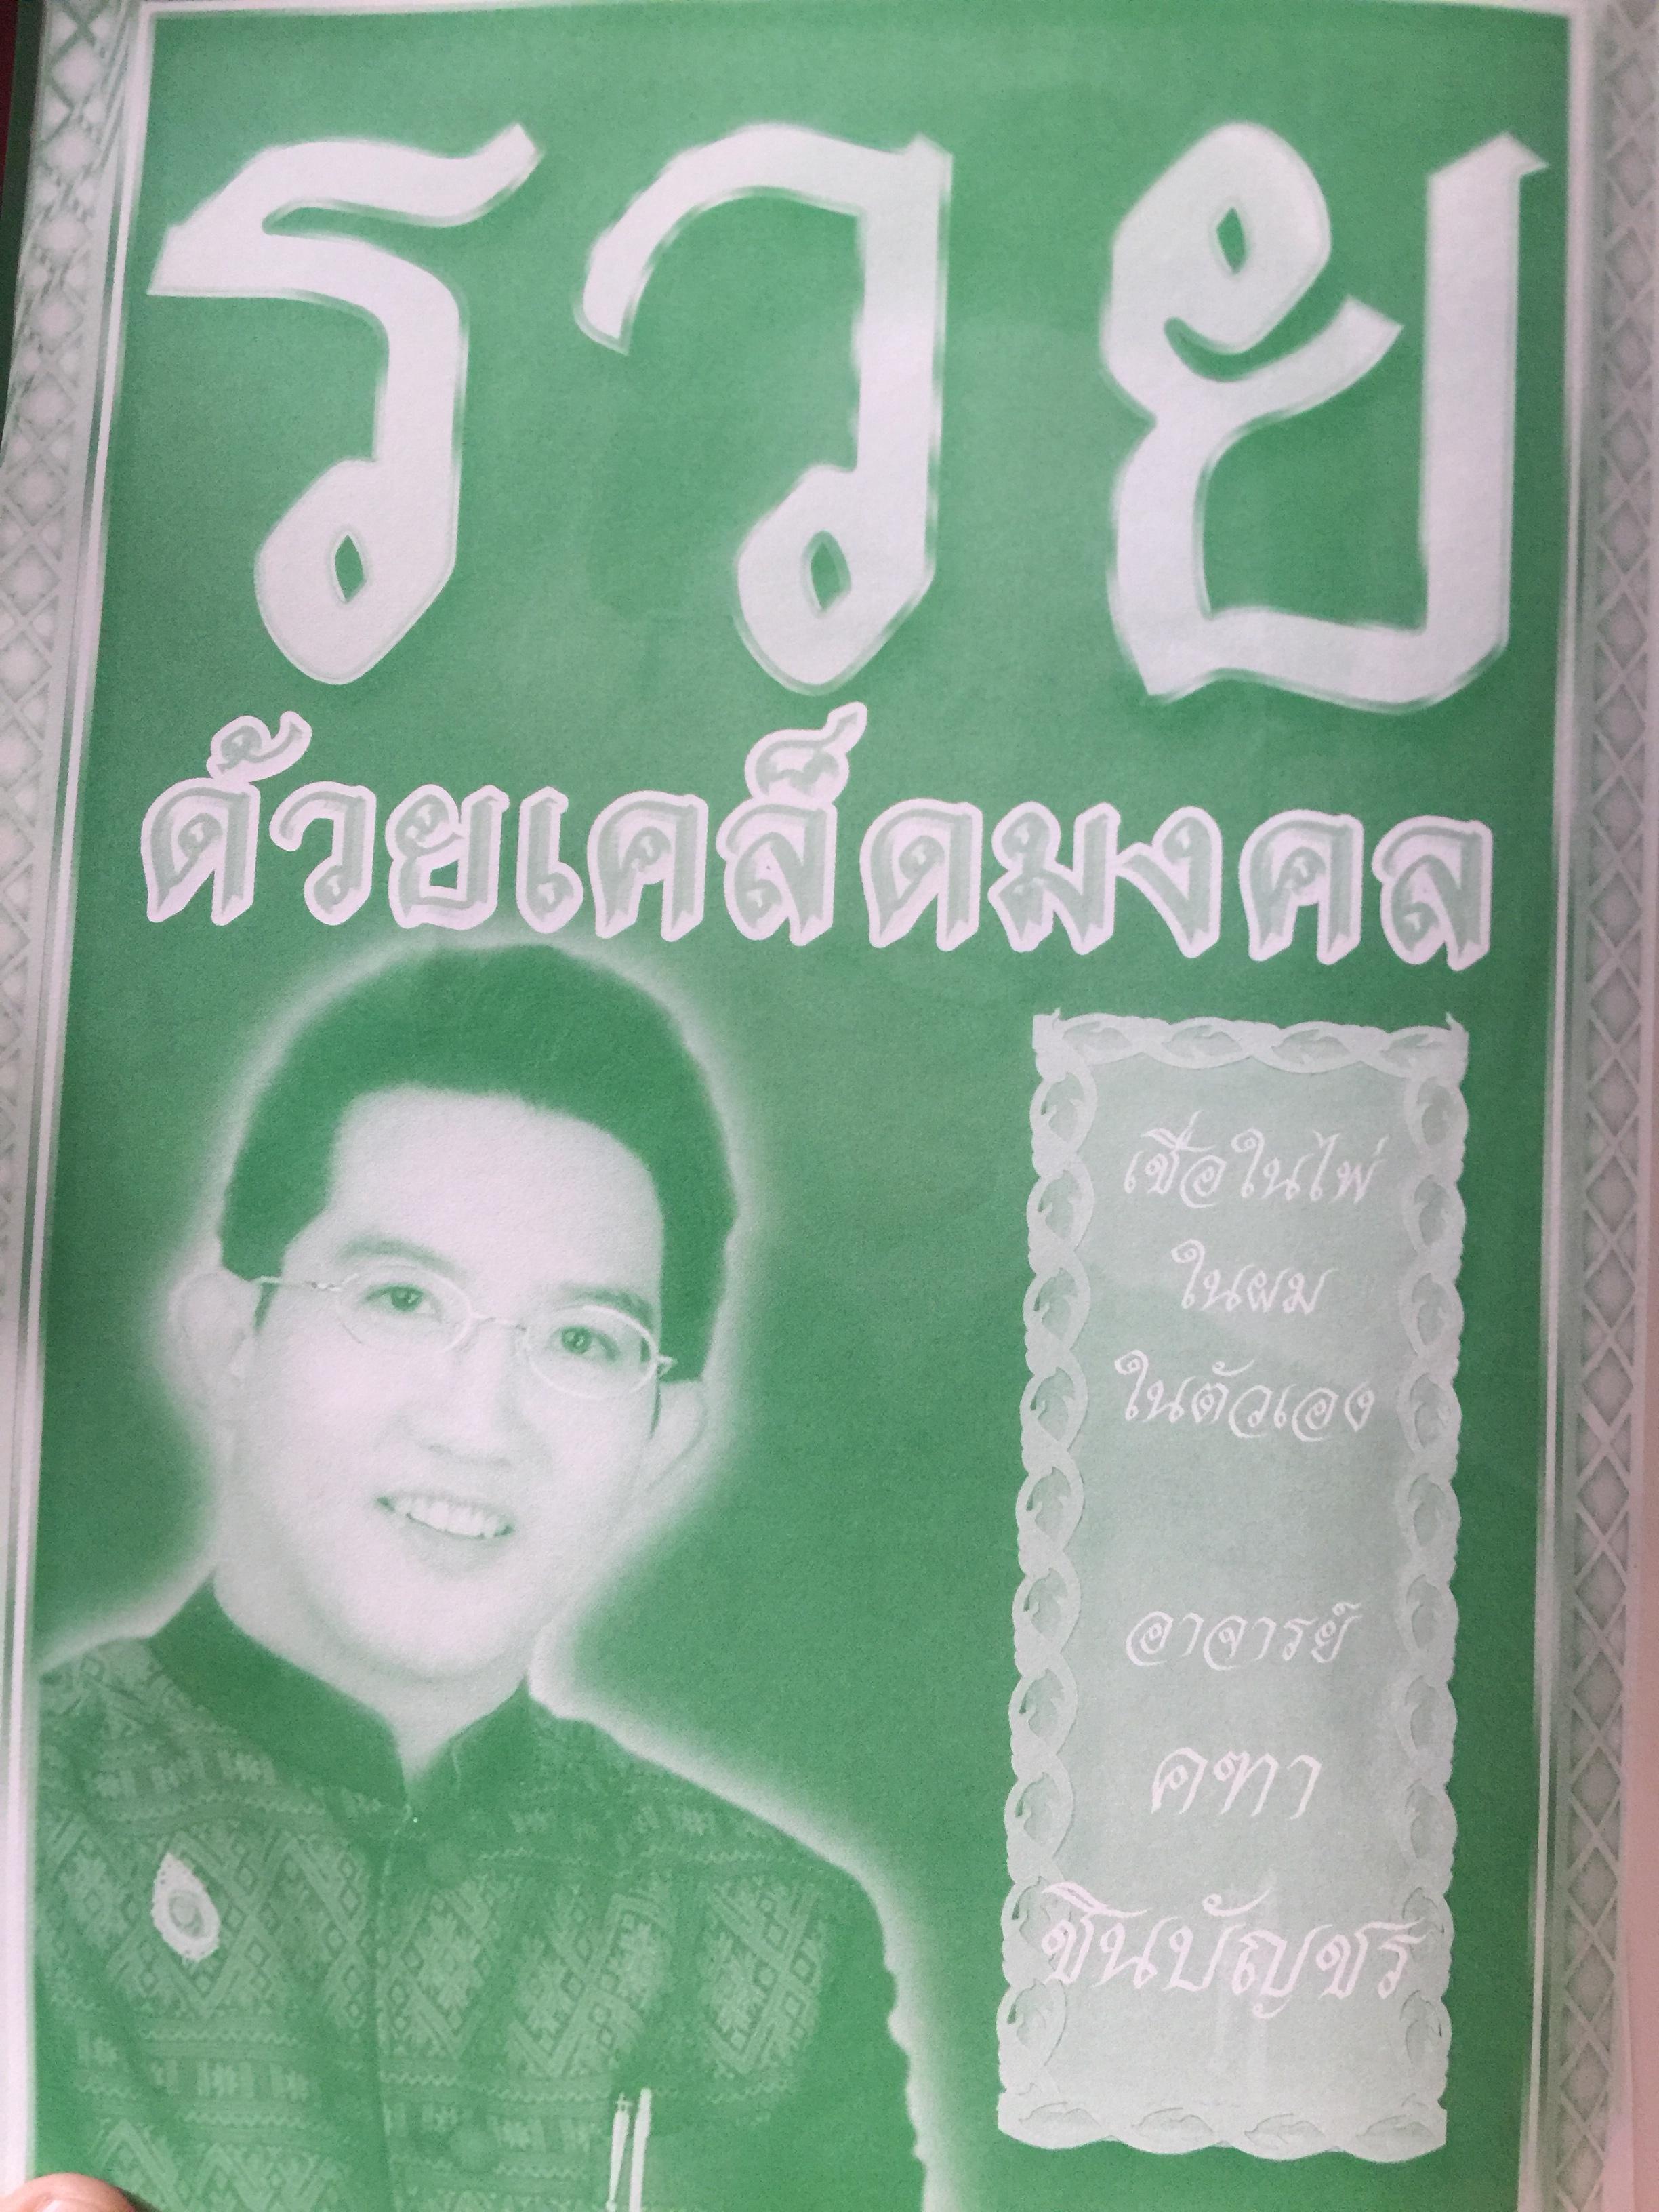 รวย
ด้วยเคล็ดมงคล
เชื่อในไพ่
ในผม
ในตัวเอง
อาจารย์
คฑา
ชินบัญชร